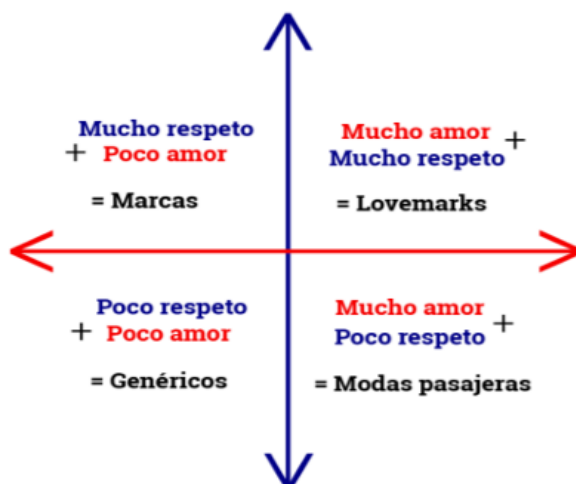 Mucho respeto
+ Poco amor
= Marcas
Mucho amor +
Mucho respeto
= Lovemarks
Poco respeto
+ Poco amor
= Genéricos
Mucho amor +
Poco respeto
= Modas pasajeras